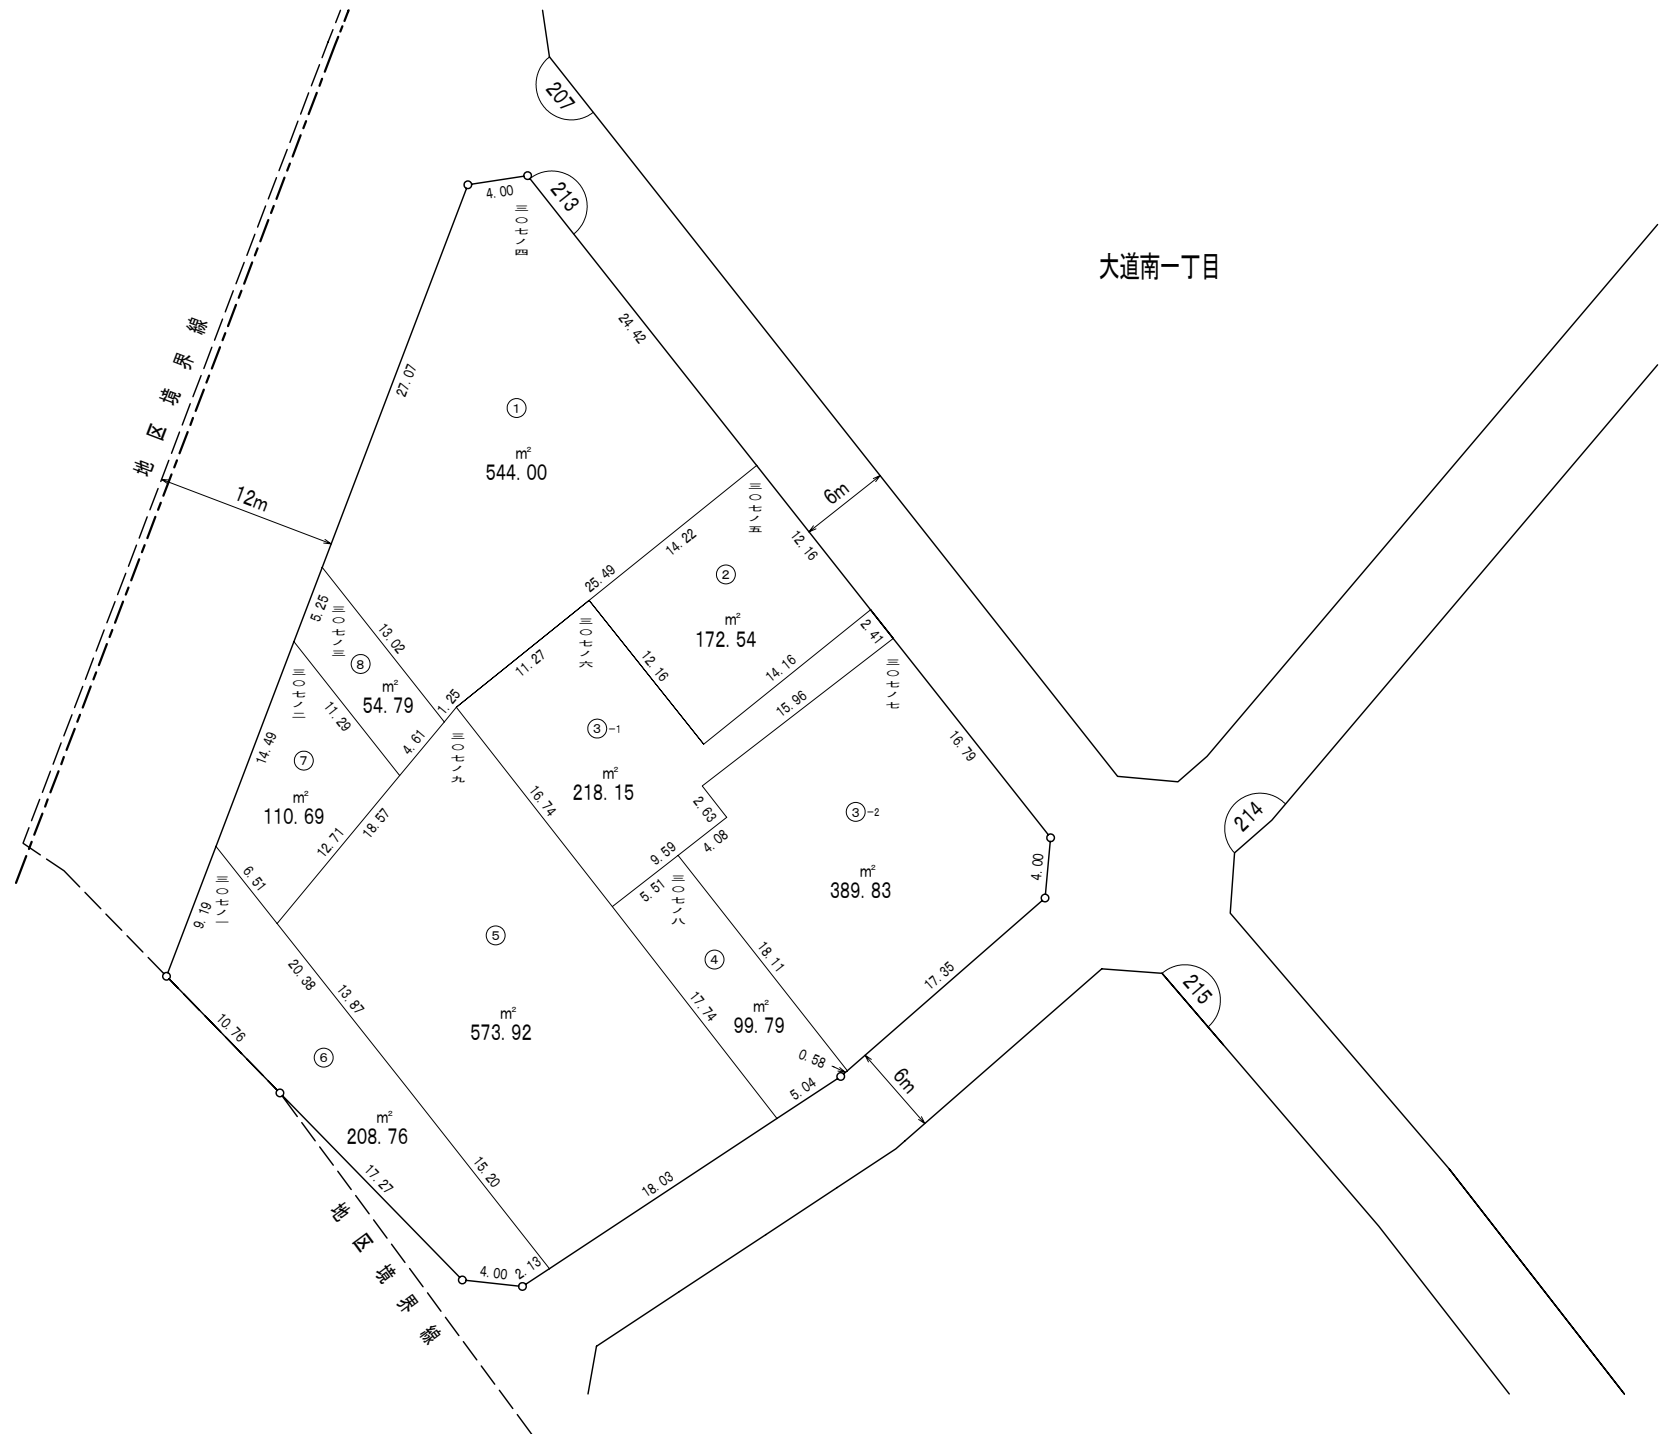 207
213
4.00
三〇七ノ四
大道南一丁目
24.42
27.07
地区境界線
①
m²
544.00
12m
6m
三〇七ノ五
12.16
14.22
25.49
②
m²
172.54
5.25
三〇七ノ三
13.02
⑧
m²
54.79
1.25
11.27
三〇七ノ六
12.16
14.16
2.41
15.96
三〇七ノ七
16.79
三〇七ノ二
11.29
14.49
⑦
m²
110.69
4.61
三〇七ノ九
③-1
m²
218.15
16.74
2.63
③-2
m²
389.83
4.00
214
12.71
18.57
9.59
4.08
5.51
三〇七ノ八
6.51
三〇七ノ一
9.19
⑤
m²
573.92
④
m²
99.79
18.11
17.35
17.74
215
20.38
13.87
10.76
⑥
m²
208.76
0.58
5.04
6m
15.20
17.27
18.03
地区境界線
4.00
2.13